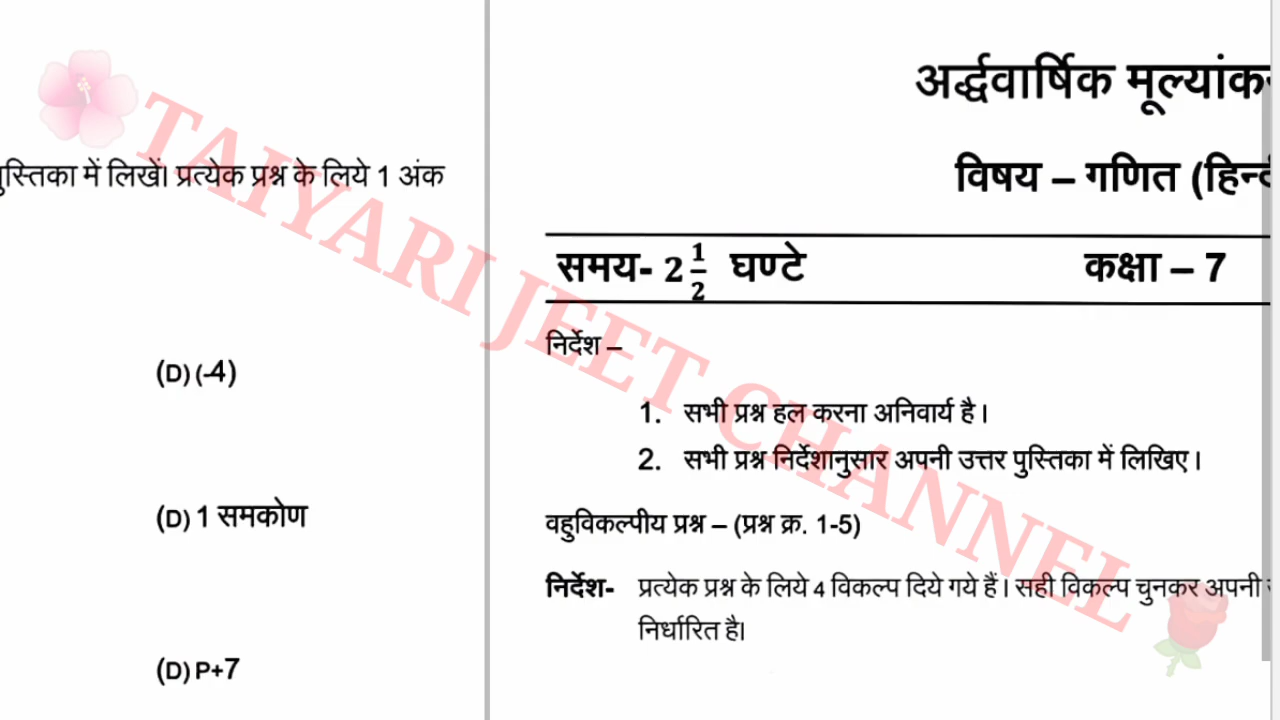 पुस्तिका में लिखें। प्रत्येक प्रश्न के लिये 1 अंक
(D) (-4)
(D) 1 समकोण
(D) P+7
अर्द्धवार्षिक
विषय – गणित
समय- 2 1/2 घण्टे कक्षा – 7
निर्देश –
1. सभी प्रश्न हल करना अनिवार्य है।
2. सभी प्रश्न निर्देशानुसार अपनी उत्तर पुस्तिका में लिखिए।
वहुविकल्पीय प्रश्न – (प्रश्न क्र. 1-5)
निर्देश- प्रत्येक प्रश्न के लिये 4 विकल्प दिये गये हैं। सही विकल्प चुनकर अपनी
निर्धारित है।
TAIYARI JEET CHANNEL